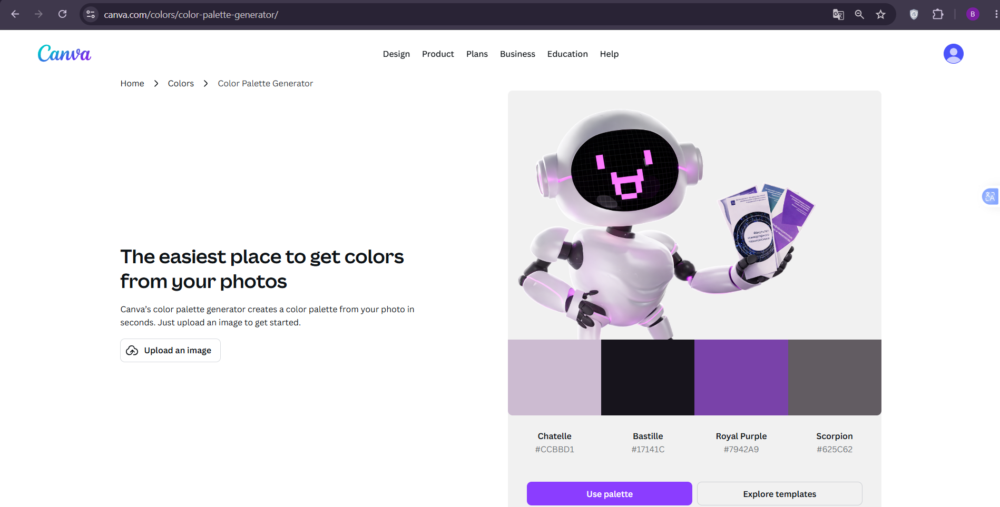 canva.com/colors/color-palette-generator/
B
Canva
Design Product Plans Business Education Help
Home > Colors > Color Palette Generator
The easiest place to get colors
from your photos
Canva’s color palette generator creates a color palette from your photo in
seconds. Just upload an image to get started.
Upload an image
Факультет
компьютерных
технологий
Chatelle Bastille Royal Purple Scorpion
#CCBBD1 #17141C #7942A9 #625C62
Use palette Explore templates